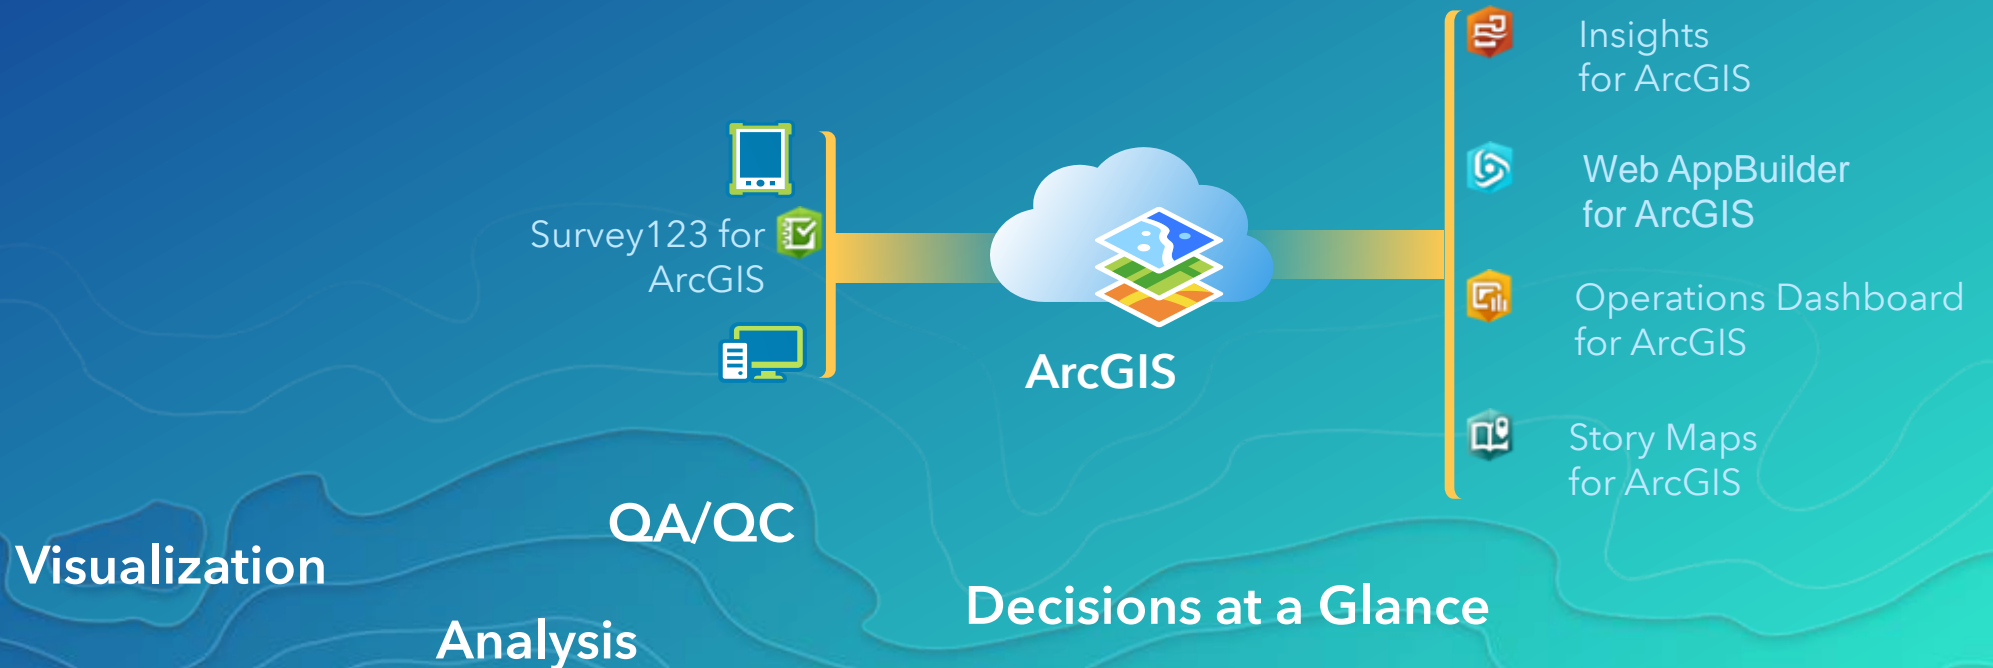 Insights
for ArcGIS
Web AppBuilder
for ArcGIS
Survey123 for
ArcGIS
Operations Dashboard
for ArcGIS
ArcGIS
Story Maps
for ArcGIS
QA/QC
Visualization
Decisions at a Glance
Analysis